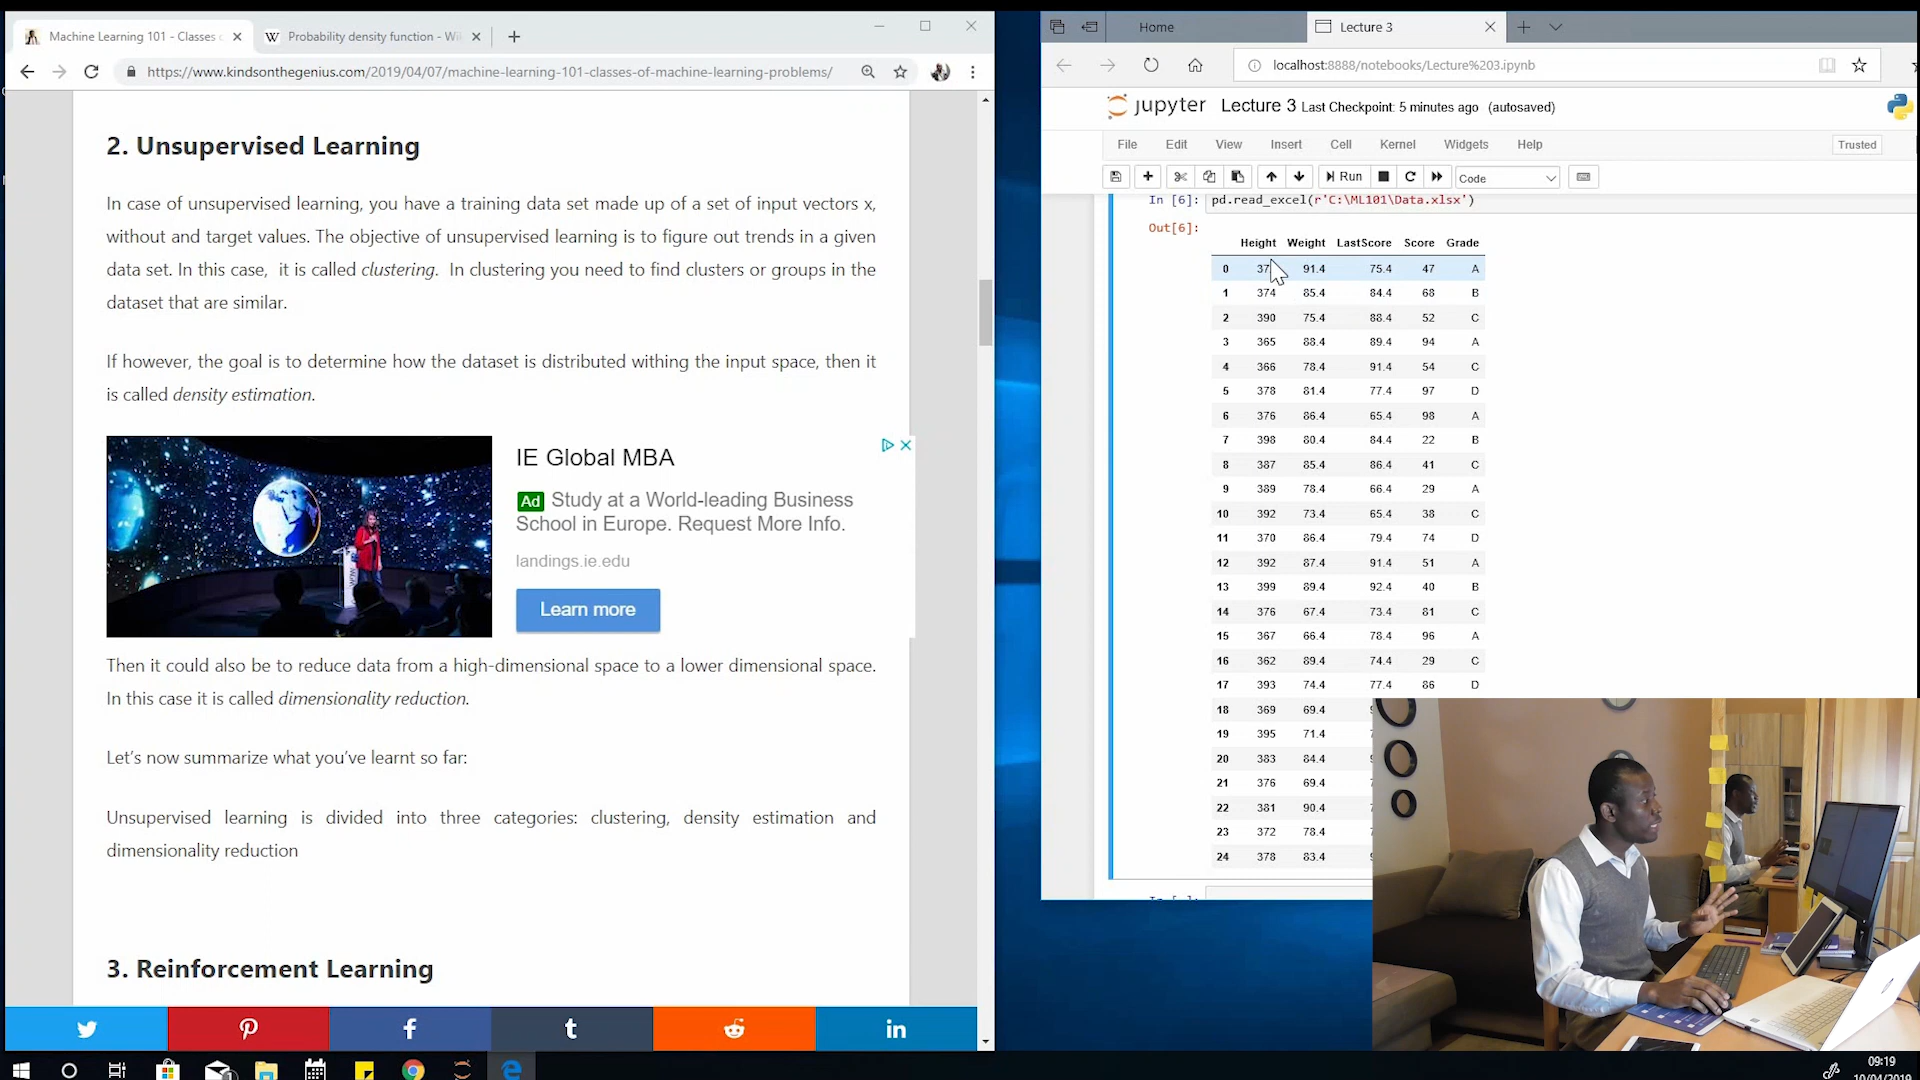 Machine Learning 101 - Classes
Probability density function - Wi
https://www.kindsonthegenius.com/2019/04/07/machine-learning-101-classes-of-machine-learning-problems/
2. Unsupervised Learning
In case of unsupervised learning, you have a training data set made up of a set of input vectors x,
without and target values. The objective of unsupervised learning is to figure out trends in a given
data set. In this case, it is called clustering. In clustering you need to find clusters or groups in the
dataset that are similar.
If however, the goal is to determine how the dataset is distributed withing the input space, then it
is called density estimation.
IE Global MBA
Ad Study at a World-leading Business
School in Europe. Request More Info.
landings.ie.edu
Learn more
Then it could also be to reduce data from a high-dimensional space to a lower dimensional space.
In this case it is called dimensionality reduction.
Let's now summarize what you've learnt so far:
Unsupervised learning is divided into three categories: clustering, density estimation and
dimensionality reduction
3. Reinforcement Learning
Home
Lecture 3
localhost:8888/notebooks/Lecture%203.ipynb
jupyter Lecture 3 Last Checkpoint: 5 minutes ago (autosaved)
File Edit View Insert Cell Kernel Widgets Help
Trusted
Run
Code
In [6]: pd.read_excel(r'C:\ML101\Data.xlsx')
Out[6]:
Height Weight LastScore Score Grade
0 91.4 75.4 47 A
1 374 85.4 84.4 68 B
2 390 75.4 88.4 52 C
3 365 88.4 89.4 94 A
4 366 78.4 91.4 54 C
5 378 81.4 77.4 97 D
6 376 86.4 65.4 98 A
7 398 80.4 84.4 22 B
8 387 85.4 86.4 41 C
9 389 78.4 66.4 29 A
10 392 73.4 65.4 38 C
11 370 86.4 79.4 74 D
12 392 87.4 91.4 51 A
13 399 89.4 92.4 40 B
14 376 67.4 73.4 81 C
15 367 66.4 78.4 96 A
16 362 89.4 74.4 29 C
17 393 74.4 77.4 86 D
18 369 69.4
19 395 71.4
20 383 84.4
21 376 69.4
22 381 90.4
23 372 78.4
24 378 83.4
09:19
10/04/2019